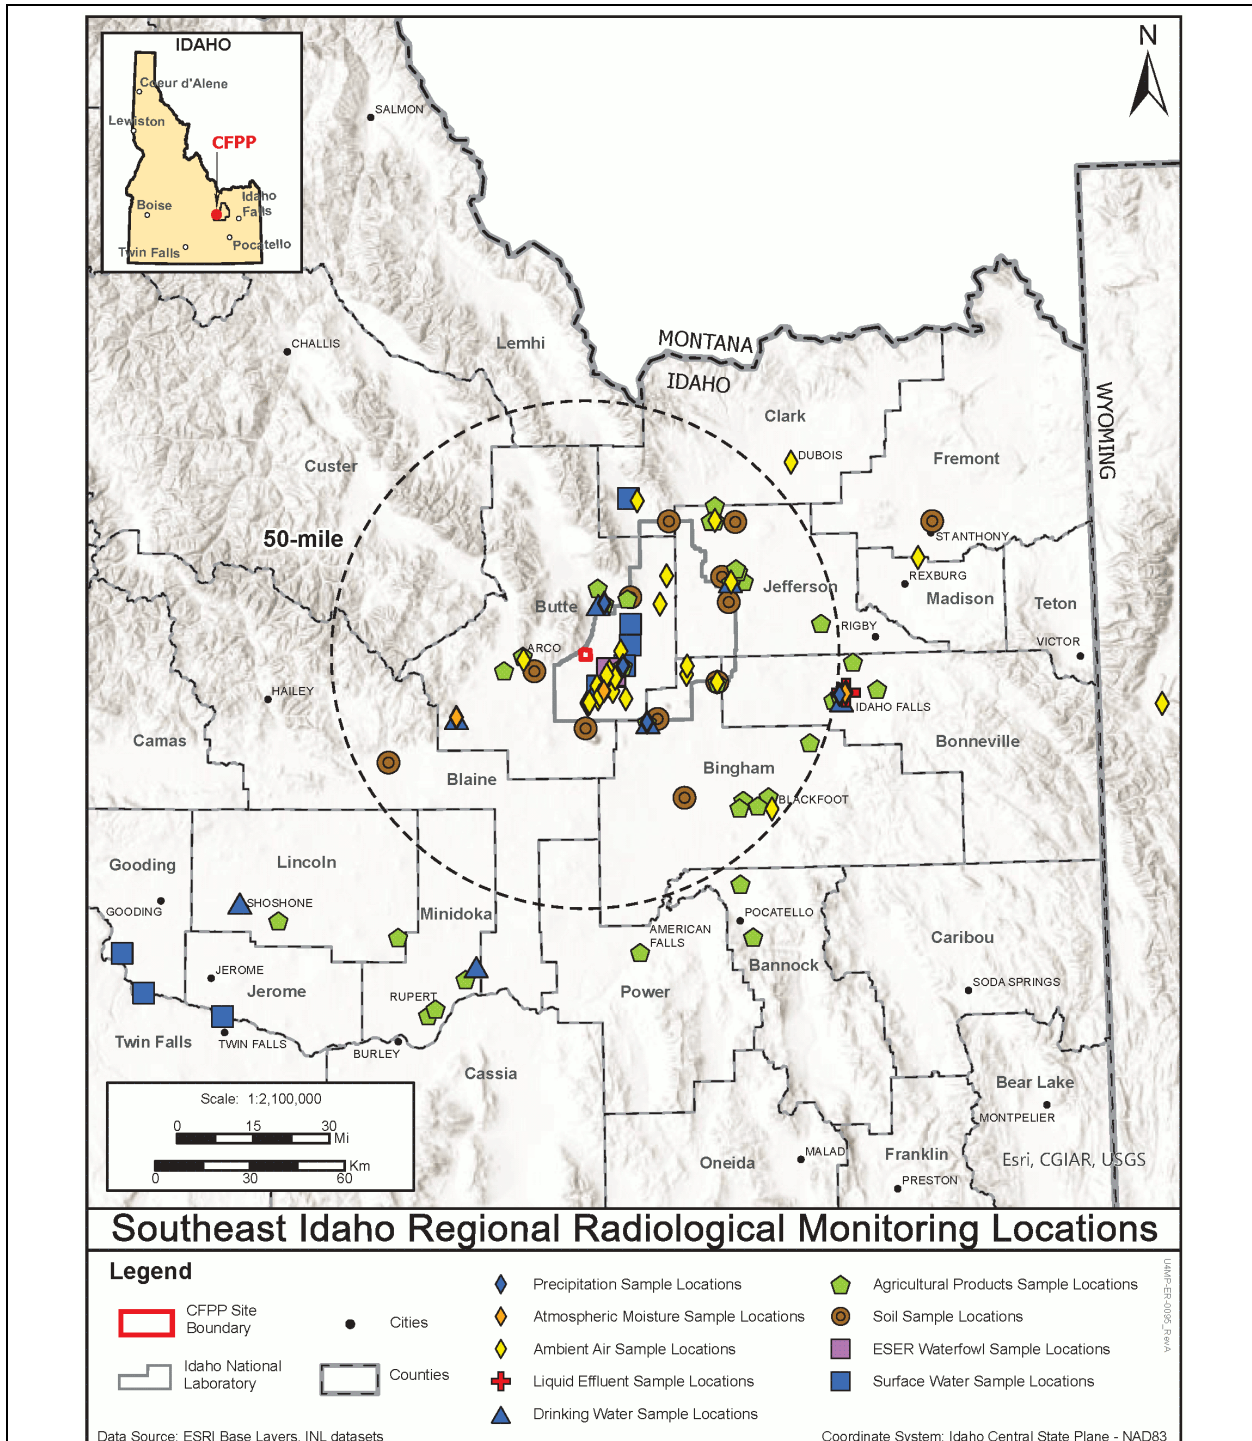 IDAHO
Coeur d'Alene
Lewiston
CFPP
Boise
Idaho
Falls
Twin Falls
Pocatello
N
SALMON
CHALLIS
Lemhi
MONTANA
IDAHO
WYOMING
Clark
DUBOIS
Custer
Fremont
50-mile
ST ANTHONY
REXBURG
Jefferson
Madison
Butte
Teton
RIGBY
VICTOR
ARCO
HAILEY
IDAHO FALLS
Camas
Bonneville
Blaine
Bingham
BLACKFOOT
Gooding
Lincoln
GOODING
SHOSHONE
Minidoka
POCATELLO
AMERICAN
FALLS
Caribou
Bannock
JEROME
Jerome
RUPERT
Power
SODA SPRINGS
Twin Falls
TWIN FALLS
BURLEY
Cassia
Bear Lake
MONTPELIER
Scale: 1:2,100,000
0 15 30
Mi
Km
0 30 60
Oneida
MALAD
Franklin
PRESTON
Esri, CGIAR, USGS
Southeast Idaho Regional Radiological Monitoring Locations
Legend
CFPP Site
Boundary
Cities
Idaho National
Laboratory
Counties
Precipitation Sample Locations
Atmospheric Moisture Sample Locations
Ambient Air Sample Locations
Liquid Effluent Sample Locations
Drinking Water Sample Locations
Agricultural Products Sample Locations
Soil Sample Locations
ESER Waterfowl Sample Locations
Surface Water Sample Locations
U4MP-ER-0095_RevA
Data Source: ESRI Base Layers, INL datasets
Coordinate System: Idaho Central State Plane - NAD83